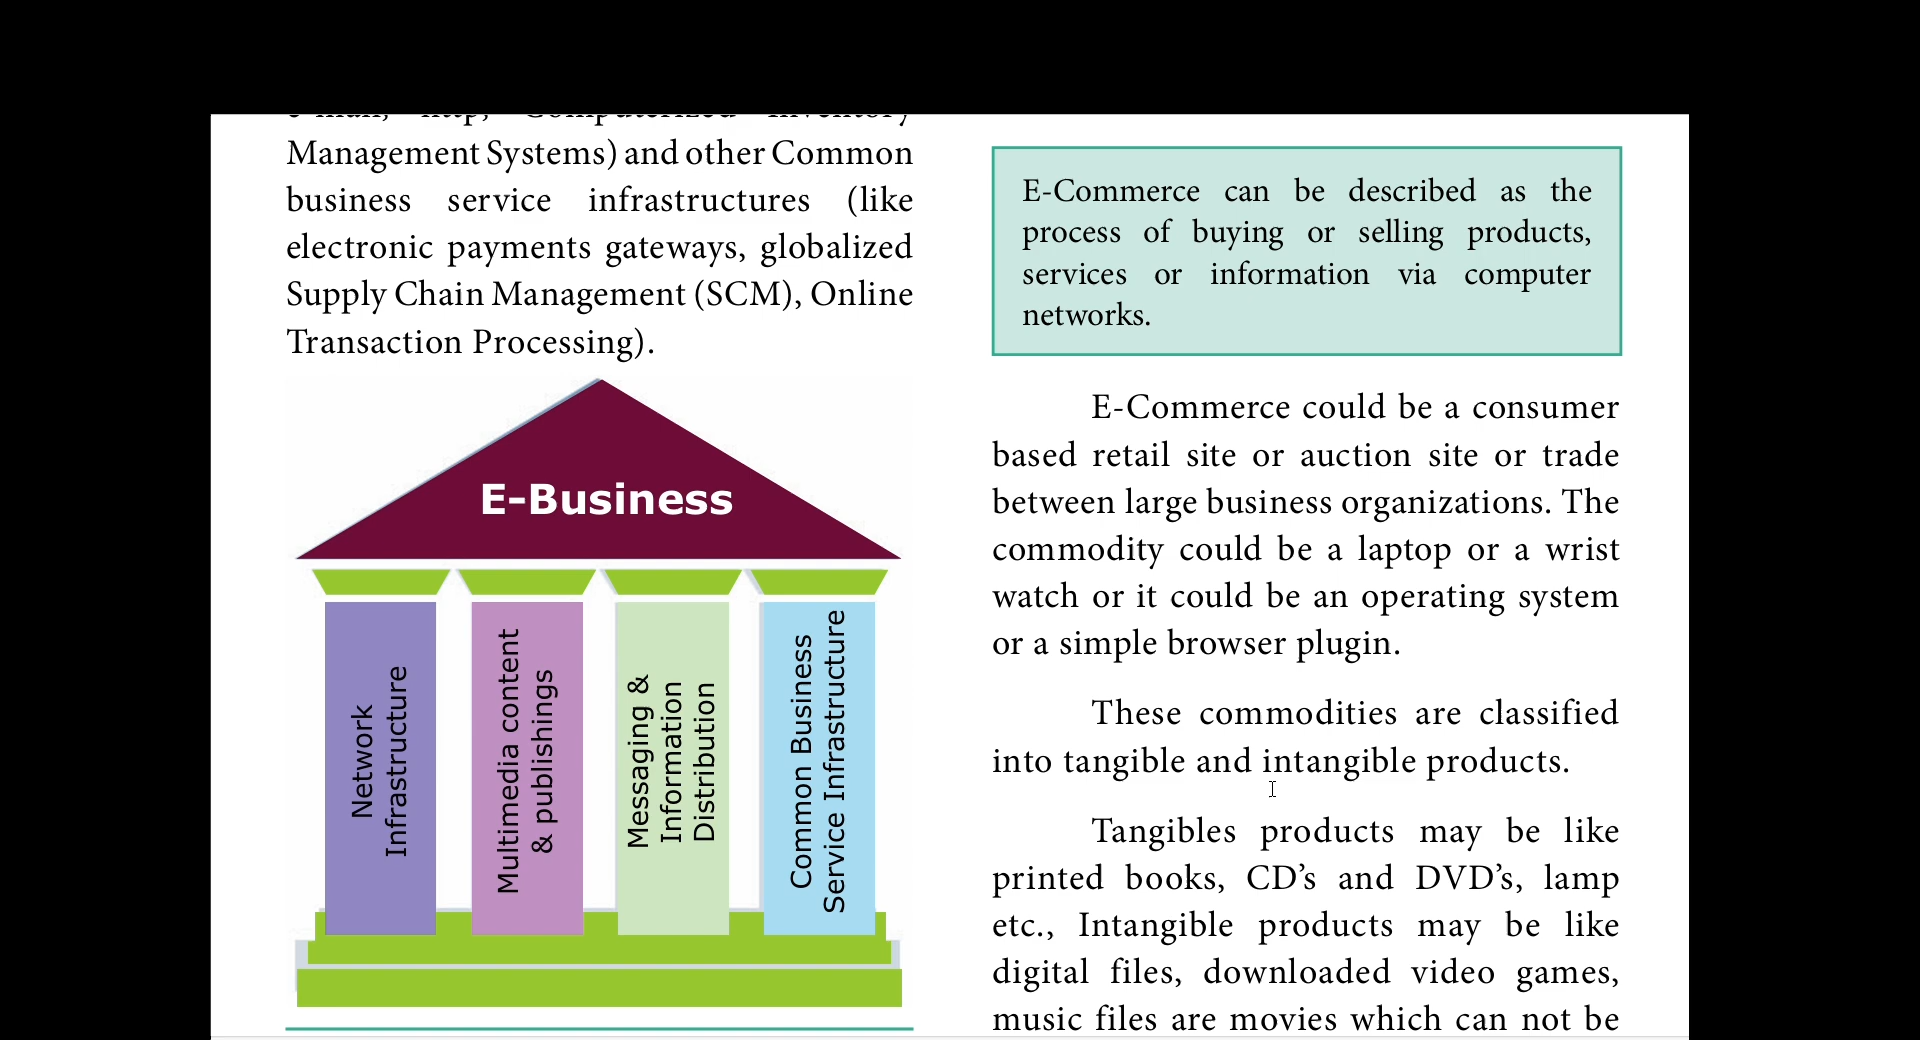 e-mail, http, Computerized Inventory
Management Systems) and other Common
business service infrastructures (like
electronic payments gateways, globalized
Supply Chain Management (SCM), Online
Transaction Processing).
E-Business
Network
Infrastructure
Multimedia content
& publishings
Messaging &
Information
Distribution
Common Business
Service Infrastructure
E-Commerce can be described as the
process of buying or selling products,
services or information via computer
networks.
E-Commerce could be a consumer
based retail site or auction site or trade
between large business organizations. The
commodity could be a laptop or a wrist
watch or it could be an operating system
or a simple browser plugin.
These commodities are classified
into tangible and intangible products.
Tangibles products may be like
printed books, CD’s and DVD’s, lamp
etc., Intangible products may be like
digital files, downloaded video games,
music files are movies which can not be